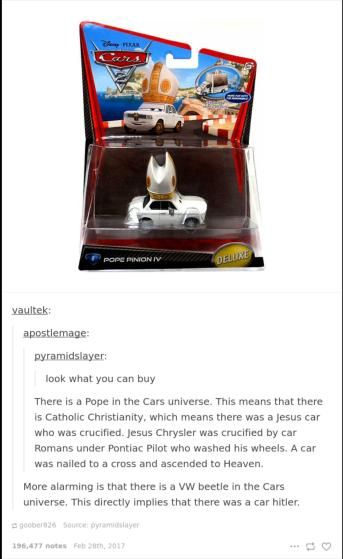 Disney PIXAR
Cars
2
POPE PINION IV
DELUXE
vaultek:
apostlemage:
pyramidslayer:
look what you can buy
There is a Pope in the Cars universe. This means that there
is Catholic Christianity, which means there was a Jesus car
who was crucified. Jesus Chrysler was crucified by car
Romans under Pontiac Pilot who washed his wheels. A car
was nailed to a cross and ascended to Heaven.
More alarming is that there is a VW beetle in the Cars
universe. This directly implies that there was a car hitler.
goober826 Source: pyramidslayer
196,477 notes Feb 28th, 2017